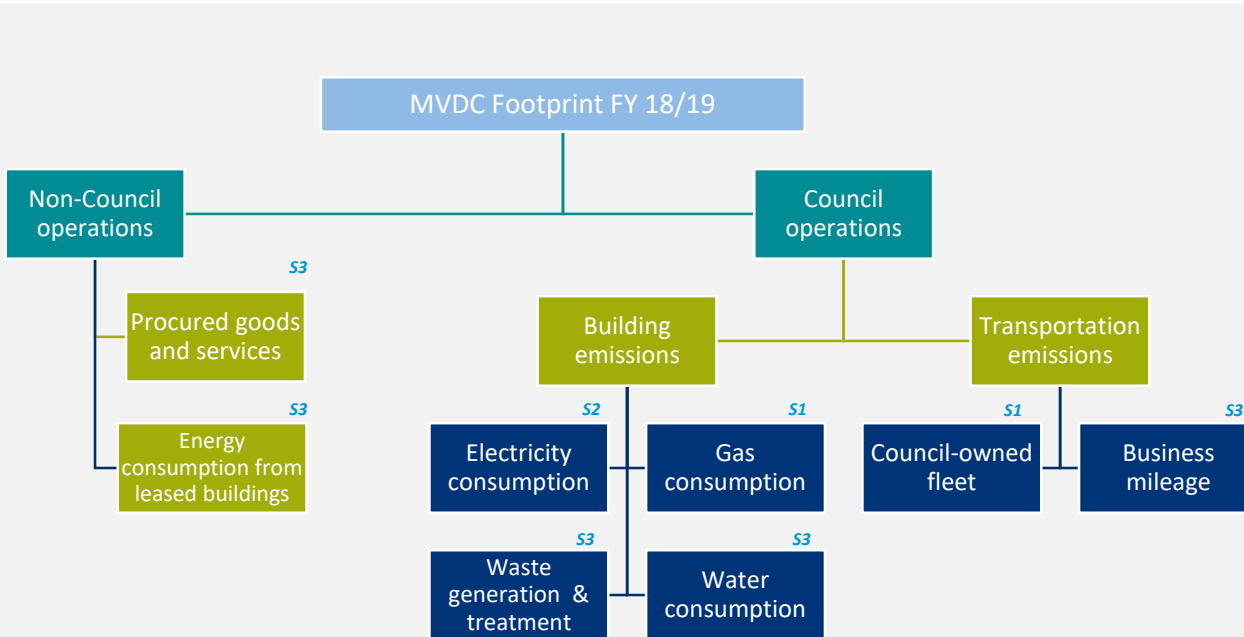 MVDC Footprint FY 18/19
Non-Council
operations
Council
operations
S3
Procured goods
and services
Building
emissions
Transportation
emissions
S3
Energy
consumption from
leased buildings
S2
Electricity
consumption
S1
Gas
consumption
S1
Council-owned
fleet
S3
Business
mileage
S3
Waste
generation & 
treatment
S3
Water
consumption